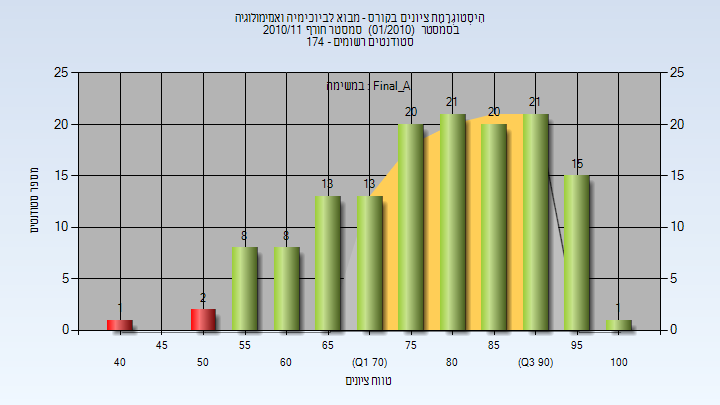 היסטוגרמת ציונים בקורס - מבוא לביוכימיה ואנזימולוגיה
בסמסטר (01/2010) סמסטר חורף 2010/11
סטודנטים רשומים - 174
במשימה : Final_A
25 25
21 21
20 20 20 20
15 15 15
13 13
10 10
8 8
5 5
2
1 1
0 0
45 55 65 75 85 95
40 50 60 (Q1 70) 80 (Q3 90) 100
מספר סטודנטים
טווח ציונים